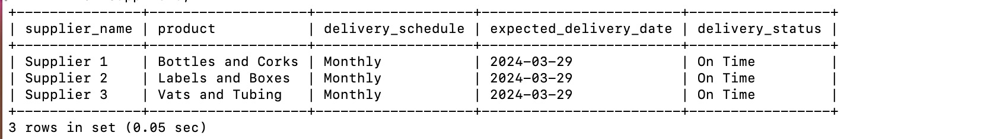 +----------------+--------------------+--------------------+------------------------+-----------------+
| supplier_name | product           | delivery_schedule | expected_delivery_date | delivery_status |
+----------------+--------------------+--------------------+------------------------+-----------------+
| Supplier 1    | Bottles and Corks | Monthly           | 2024-03-29             | On Time         |
| Supplier 2    | Labels and Boxes  | Monthly           | 2024-03-29             | On Time         |
| Supplier 3    | Vats and Tubing   | Monthly           | 2024-03-29             | On Time         |
+----------------+--------------------+--------------------+------------------------+-----------------+
3 rows in set (0.05 sec)